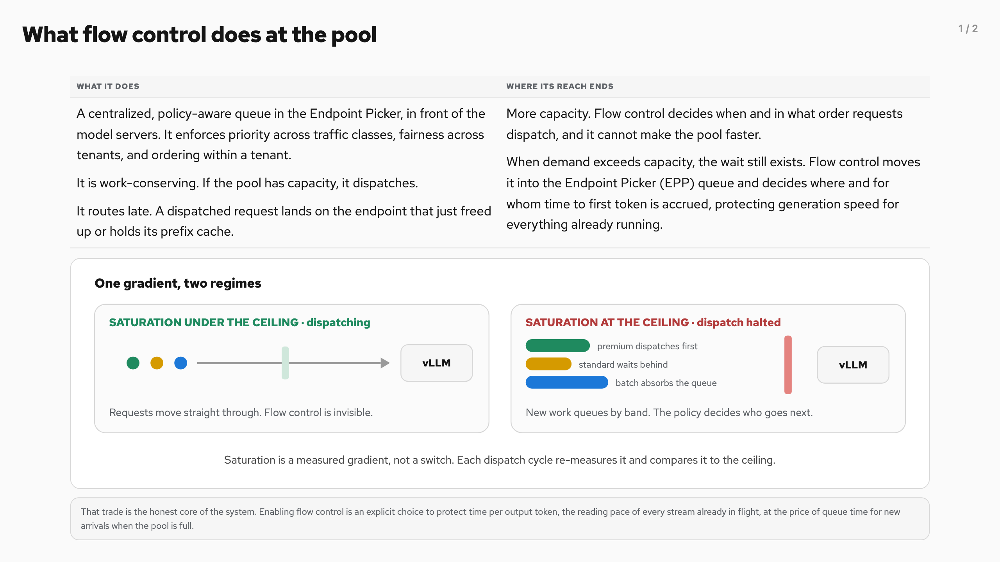 What flow control does at the pool
1 / 2
WHAT IT DOES
A centralized, policy-aware queue in the Endpoint Picker, in front of the
model servers. It enforces priority across traffic classes, fairness across
tenants, and ordering within a tenant.
It is work-conserving. If the pool has capacity, it dispatches.
It routes late. A dispatched request lands on the endpoint that just freed
up or holds its prefix cache.
WHERE ITS REACH ENDS
More capacity. Flow control decides when and in what order requests
dispatch, and it cannot make the pool faster.
When demand exceeds capacity, the wait still exists. Flow control moves
it into the Endpoint Picker (EPP) queue and decides where and for
whom time to first token is accrued, protecting generation speed for
everything already running.
One gradient, two regimes
SATURATION UNDER THE CEILING · dispatching
vLLM
Requests move straight through. Flow control is invisible.
SATURATION AT THE CEILING · dispatch halted
premium dispatches first
standard waits behind
batch absorbs the queue
vLLM
New work queues by band. The policy decides who goes next.
Saturation is a measured gradient, not a switch. Each dispatch cycle re-measures it and compares it to the ceiling.
That trade is the honest core of the system. Enabling flow control is an explicit choice to protect time per output token, the reading pace of every stream already in flight, at the price of queue time for new
arrivals when the pool is full.